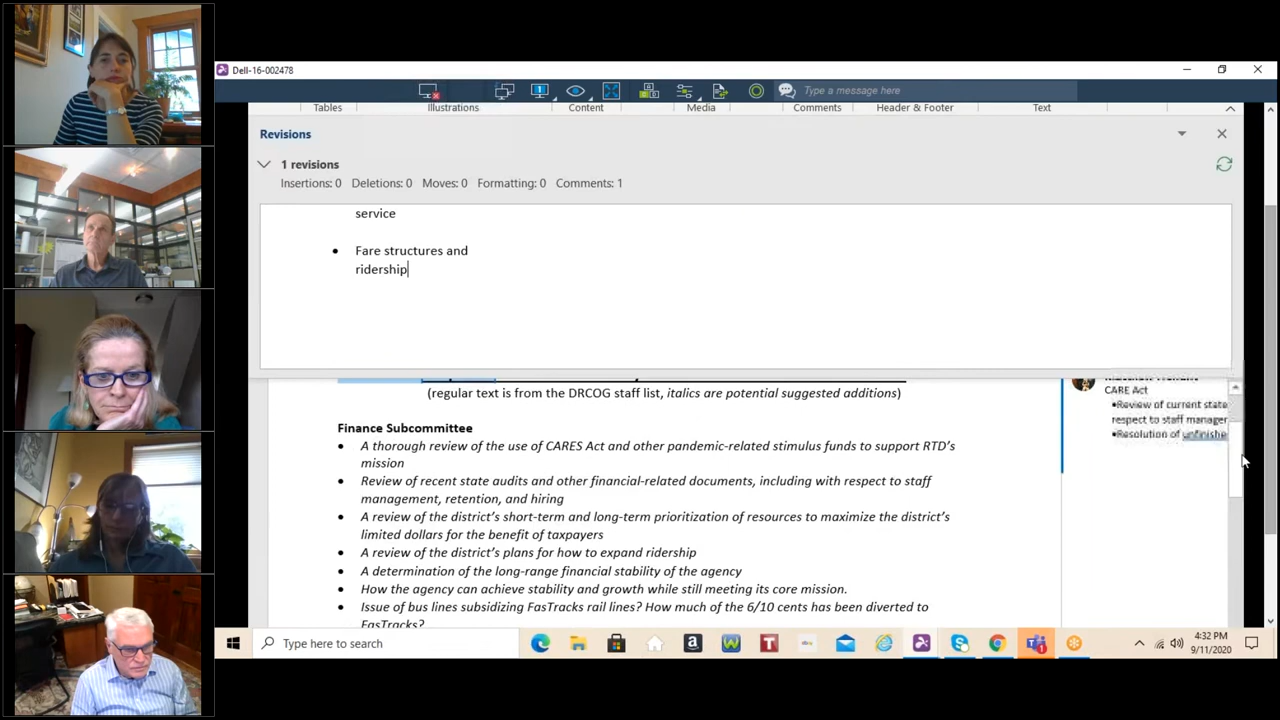 Dell-16-002478
Type a message here
Tables Illustrations Content Media Comments Header & Footer Text
Revisions
1 revisions
Insertions: 0 Deletions: 0 Moves: 0 Formatting: 0 Comments: 1
service
• Fare structures and
ridership
(regular text is from the DRCOG staff list, italics are potential suggested additions)
CARE Act
•Review of current state
respect to staff manager
•Resolution of unfinishe
Finance Subcommittee
• A thorough review of the use of CARES Act and other pandemic-related stimulus funds to support RTD's
mission
• Review of recent state audits and other financial-related documents, including with respect to staff
management, retention, and hiring
• A review of the district's short-term and long-term prioritization of resources to maximize the district's
limited dollars for the benefit of taxpayers
• A review of the district's plans for how to expand ridership
• A determination of the long-range financial stability of the agency
• How the agency can achieve stability and growth while still meeting its core mission.
• Issue of bus lines subsidizing FasTracks rail lines? How much of the 6/10 cents has been diverted to
FasTracks?
Type here to search
4:32 PM
9/11/2020